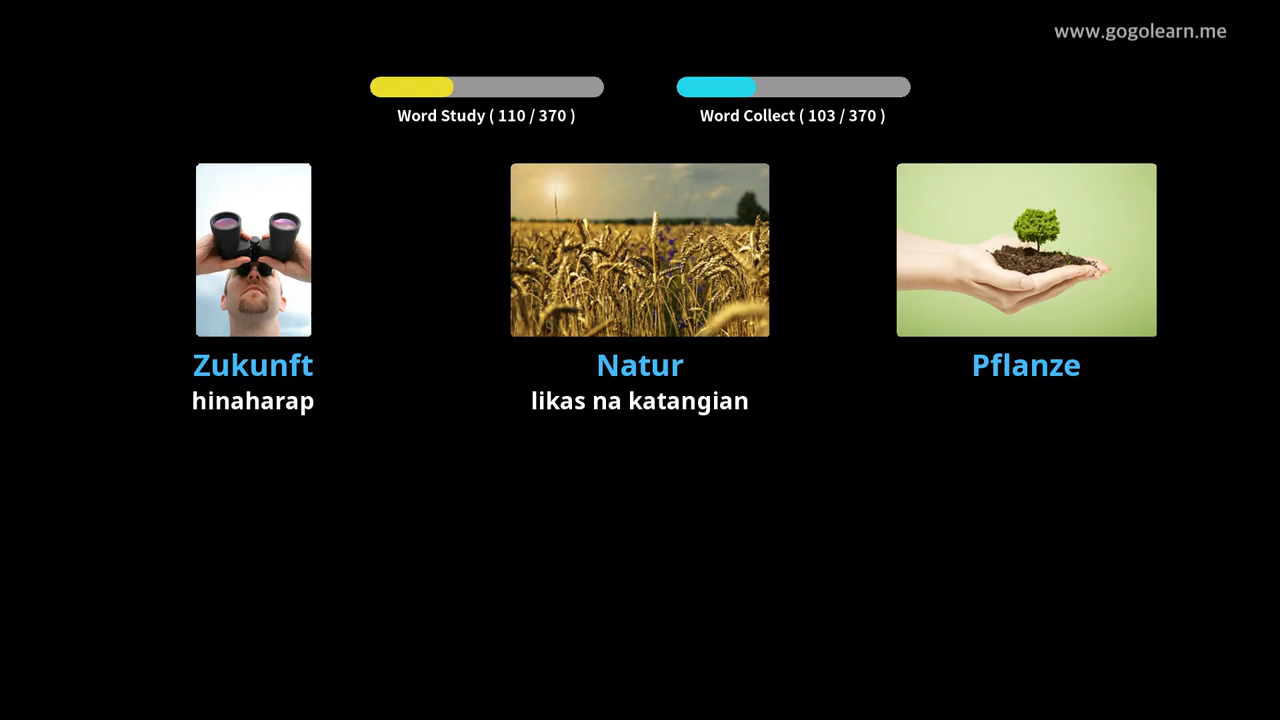 www.gogolearn.me
Word Study ( 110 / 370 )
Word Collect ( 103 / 370 )
Zukunft
hinaharap
Natur
likas na katangian
Pflanze